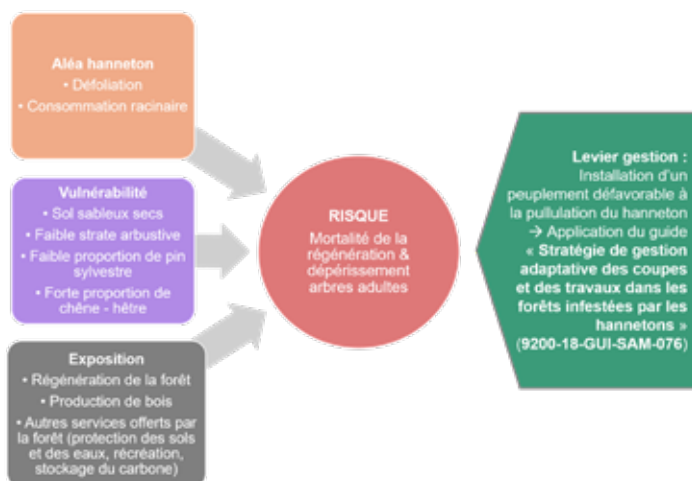 Aléa hanneton
• Défoliation
• Consommation racinaire
Vulnérabilité
• Sol sableux secs
• Faible strate arbustive
• Faible proportion de pin
sylvestre
• Forte proportion de
chêne - hêtre
Exposition
• Régénération de la forêt
• Production de bois
• Autres services offerts par
la forêt (protection des sols
et des eaux, récréation,
stockage du carbone)
RISQUE
Mortalité de la
régénération &
dépérissement
arbres adultes
Levier gestion :
Installation d'un
peuplement défavorable à
la pullulation du hanneton
→ Application du guide
« Stratégie de gestion
adaptative des coupes
et des travaux dans les
forêts infestées par les
hannetons »
(9200-18-GUI-SAM-076)